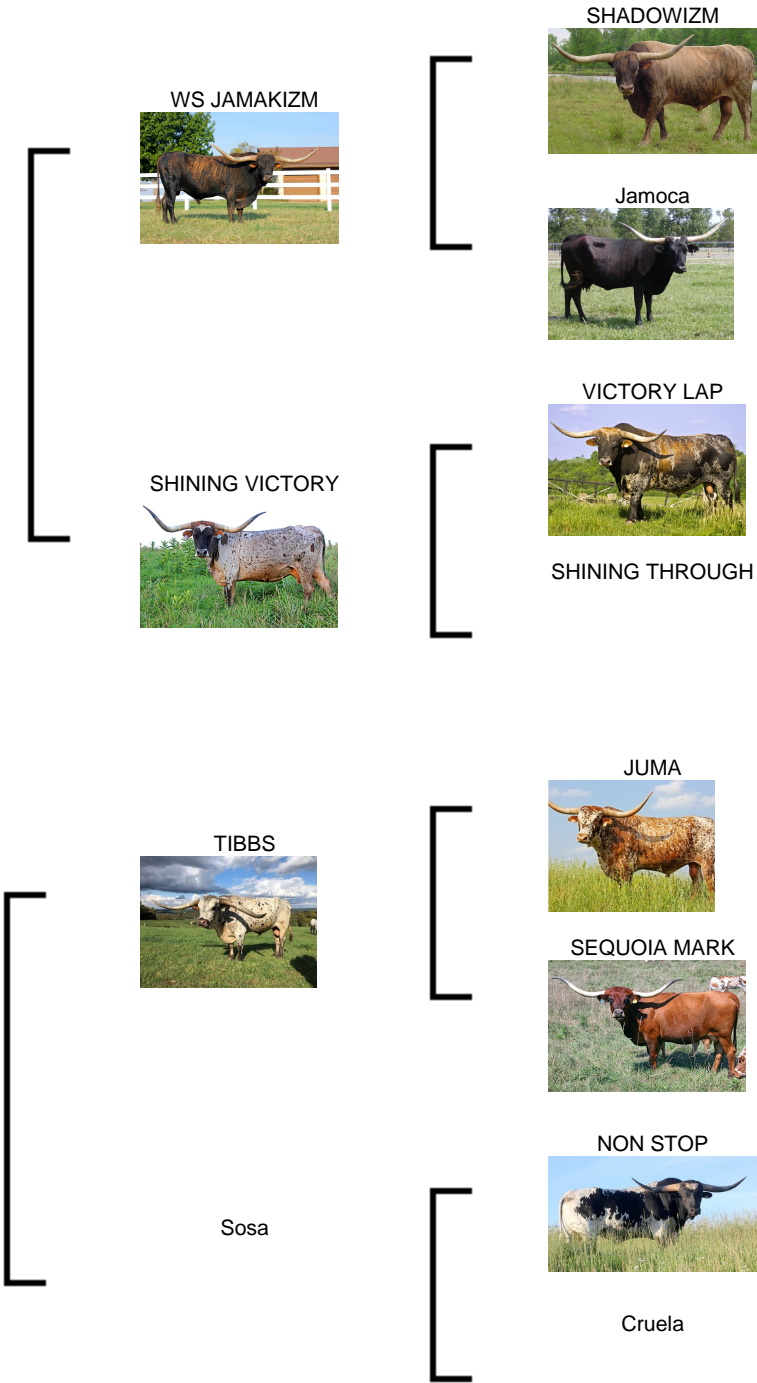 SHADOWIZM
WS JAMAKIZM
Jamoca
VICTORY LAP
SHINING VICTORY
SHINING THROUGH
JUMA
TIBBS
SEQUOIA MARK
NON STOP
Sosa
Cruela